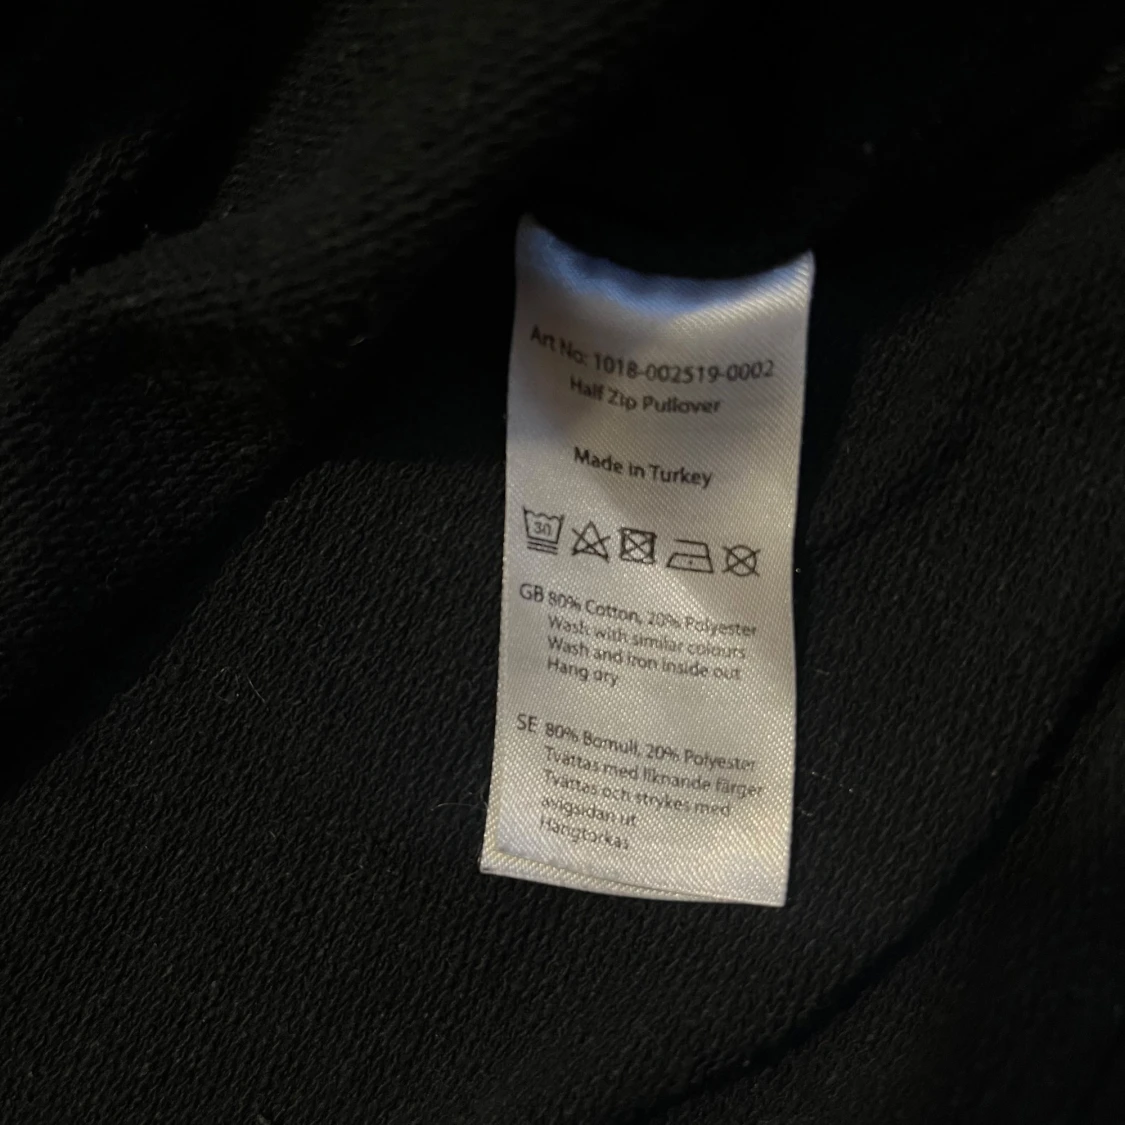 Art No: 1018-002519-0002
Half Zip Pullover
Made in Turkey
30
GB 80% Cotton, 20% Polyester
Wash with similar colours
Wash and iron inside out
Hang dry
SE 80% Bomull, 20% Polyester
Tvättas med liknande färger
Tvättas och strykes med
avigsidan ut
Hängtorkas